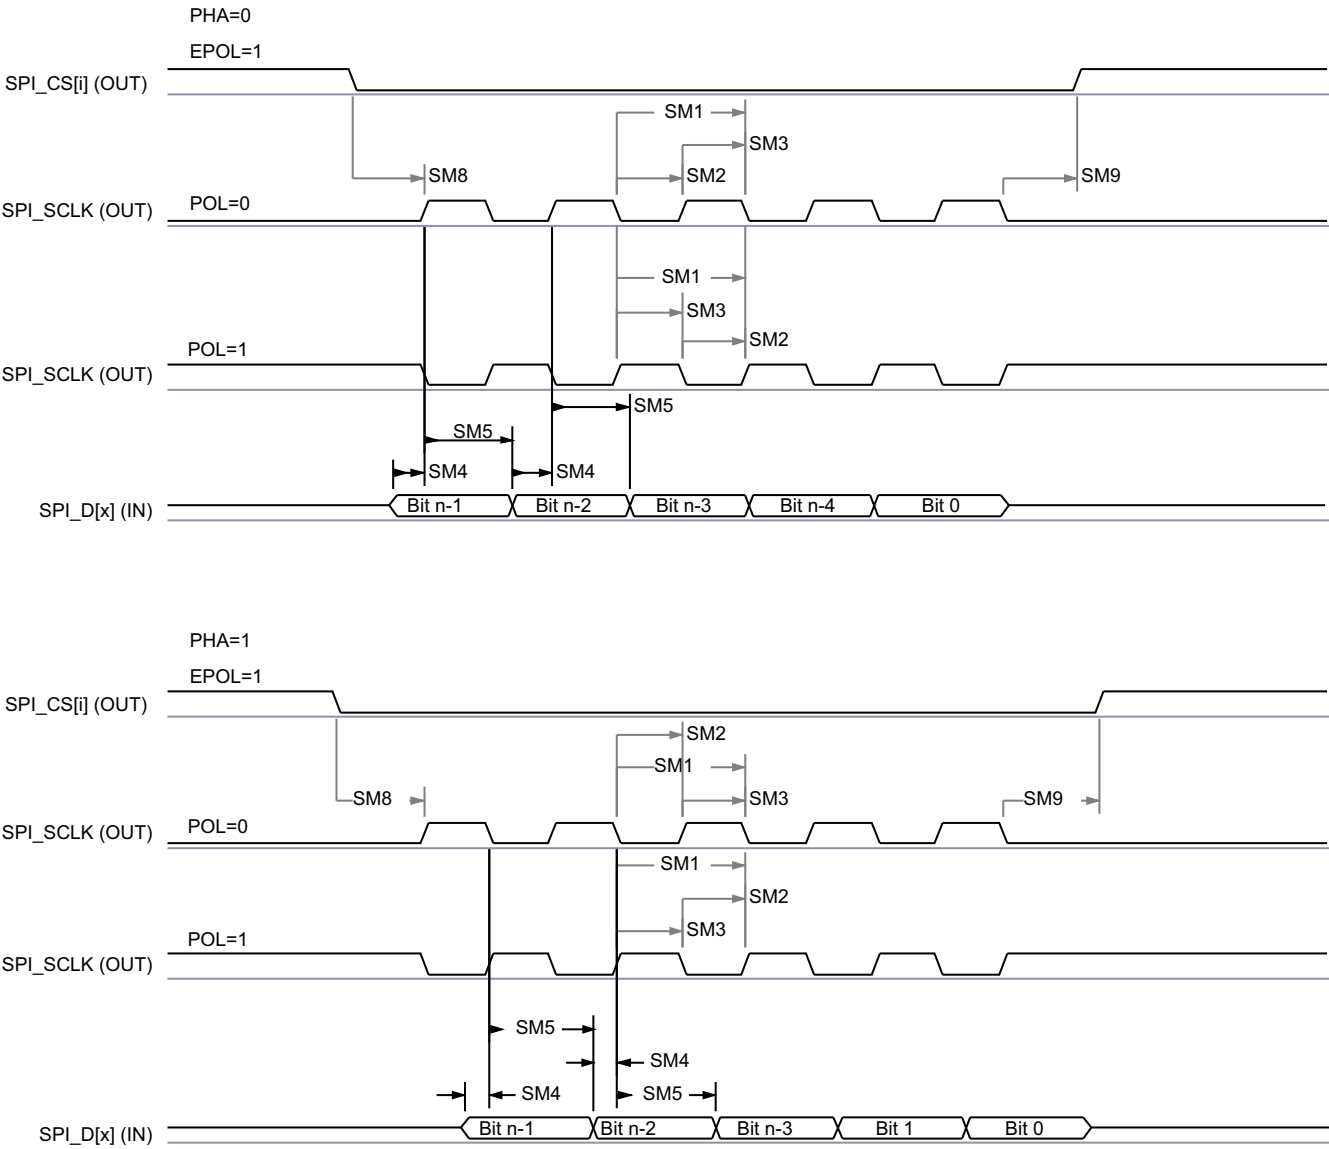 PHA=0
EPOL=1
SPI_CS[i] (OUT)
SM1
SM3
SM8
SM2
SM9
POL=0
SPI_SCLK (OUT)
SM1
SM3
SM2
POL=1
SPI_SCLK (OUT)
SM5
SM5
SM4
SM4
SPI_D[x] (IN)
Bit n-1
Bit n-2
Bit n-3
Bit n-4
Bit 0
PHA=1
EPOL=1
SPI_CS[i] (OUT)
SM2
SM1
SM8
SM3
SM9
POL=0
SPI_SCLK (OUT)
SM1
SM2
SM3
POL=1
SPI_SCLK (OUT)
SM5
SM4
SM4
SM5
SPI_D[x] (IN)
Bit n-1
Bit n-2
Bit n-3
Bit 1
Bit 0